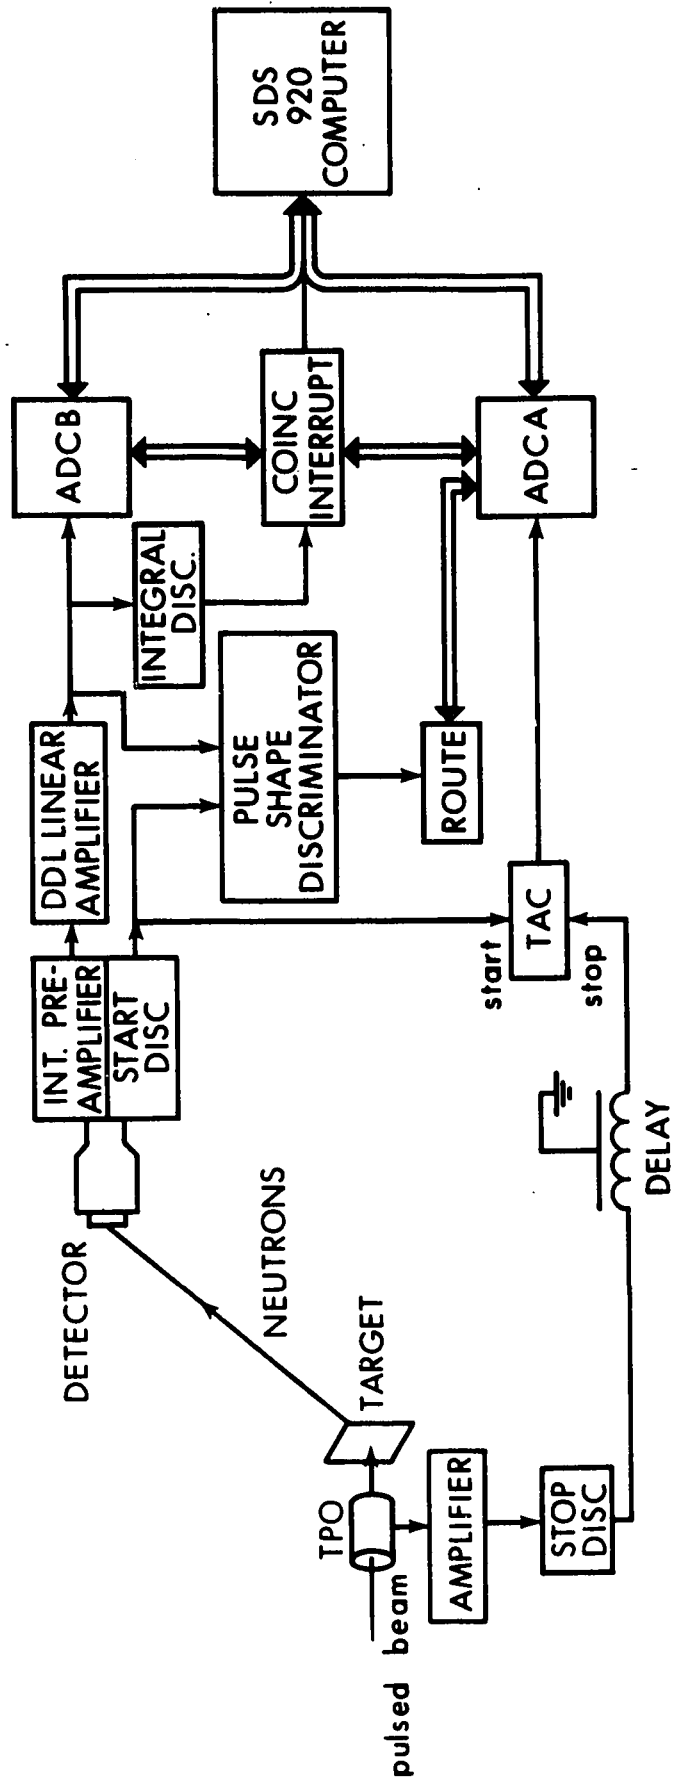 pulsed beam
TPO
TARGET
NEUTRONS
DETECTOR
AMPLIFIER
STOP
DISC
DELAY
INT. PRE-
AMPLIFIER
START
DISC
DDL LINEAR
AMPLIFIER
start
TAC
stop
PULSE
SHAPE
DISCRIMINATOR
ROUTE
INTEGRAL
DISC.
ADCB
COINC
INTERRUPT
ADCA
SDS
920
COMPUTER